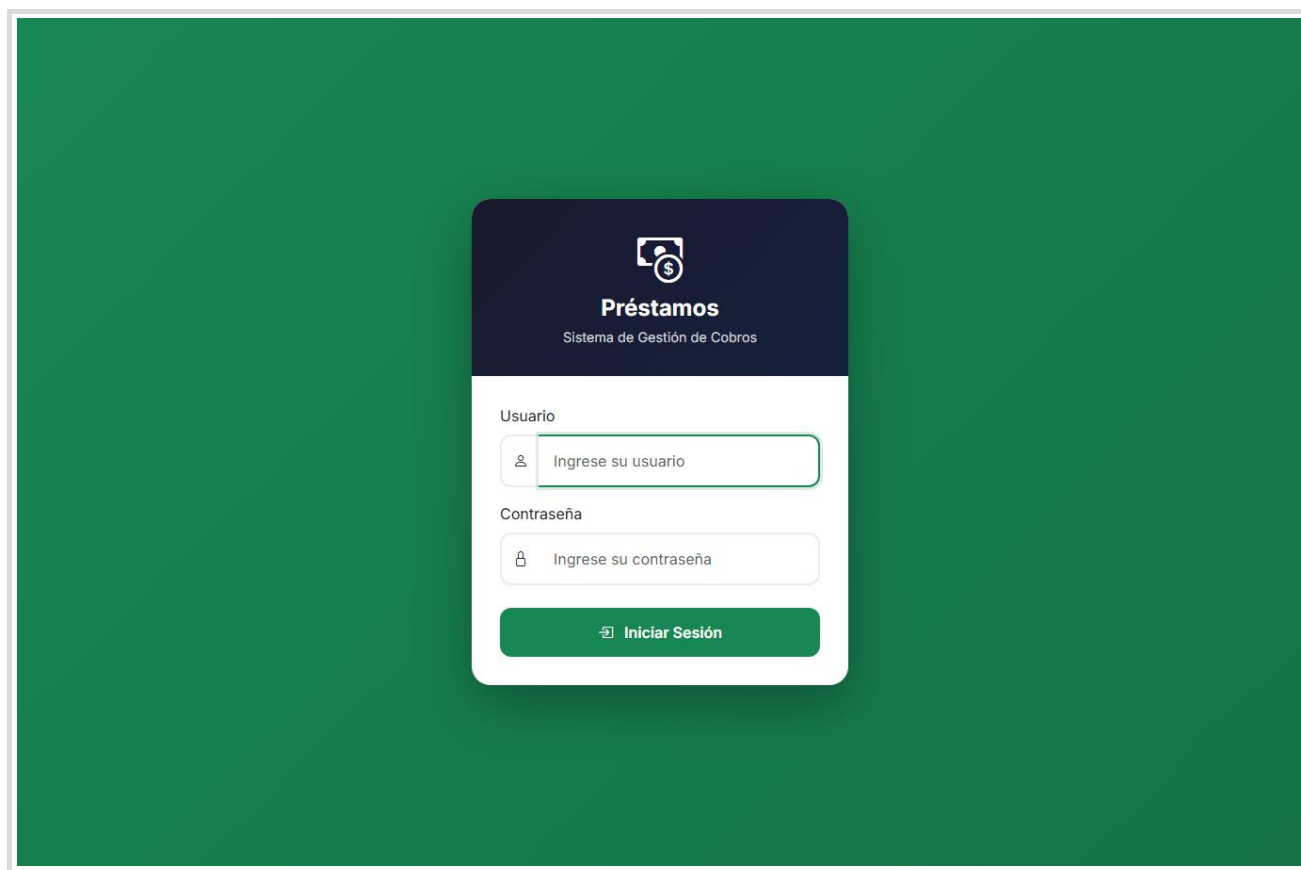 Préstamos
Sistema de Gestión de Cobros
Usuario
Ingrese su usuario
Contraseña
Ingrese su contraseña
Iniciar Sesión